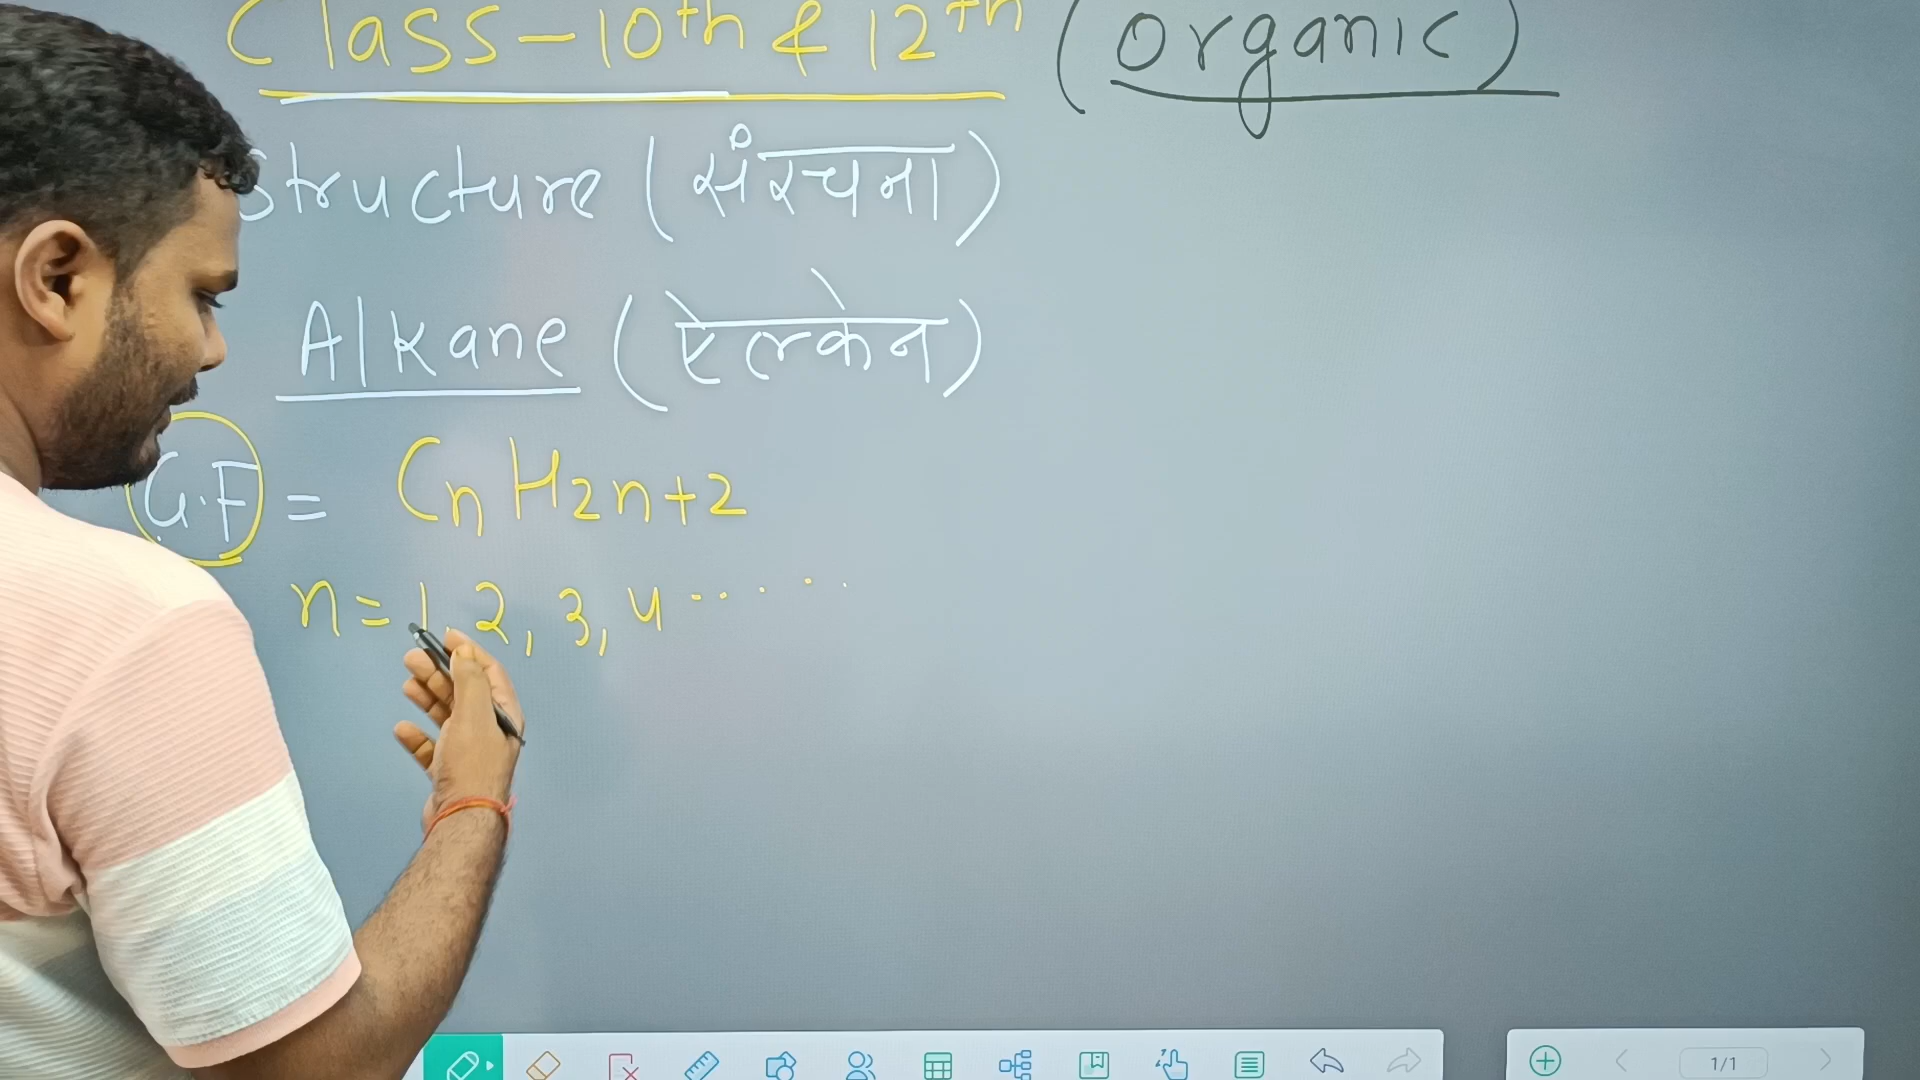 Class-10th & 12th (organic)
Structure (संरचना)
Alkane (ऐल्केन)
G.F = CnH2n+2
n=1,2,3,4.......
1/1